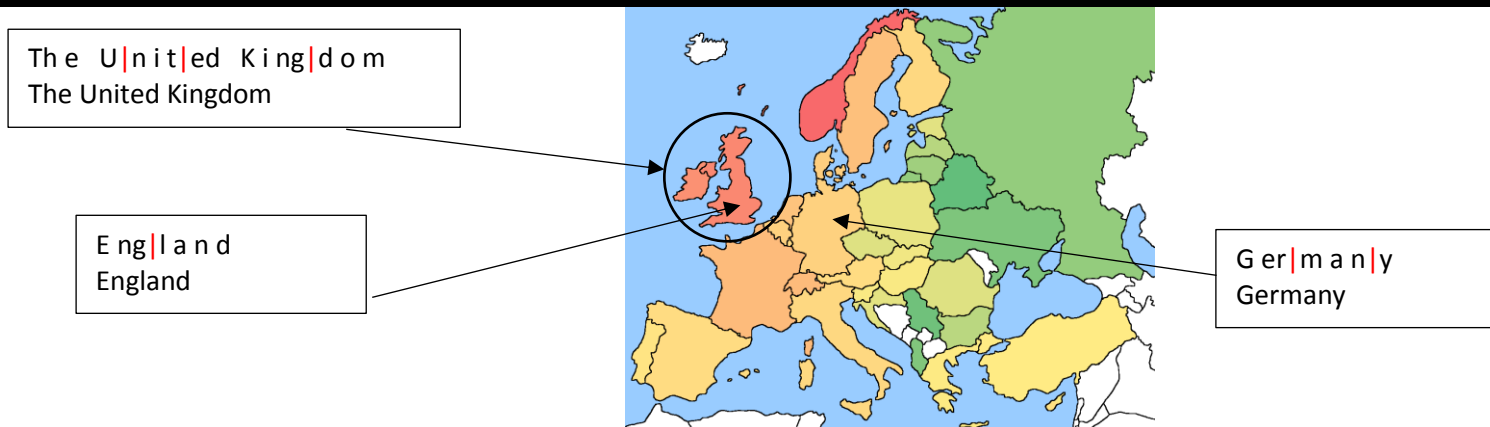 Th e U|n i t|ed K i ng|d o m
The United Kingdom
E ng|l a n d
England
G er|m a n|y
Germany